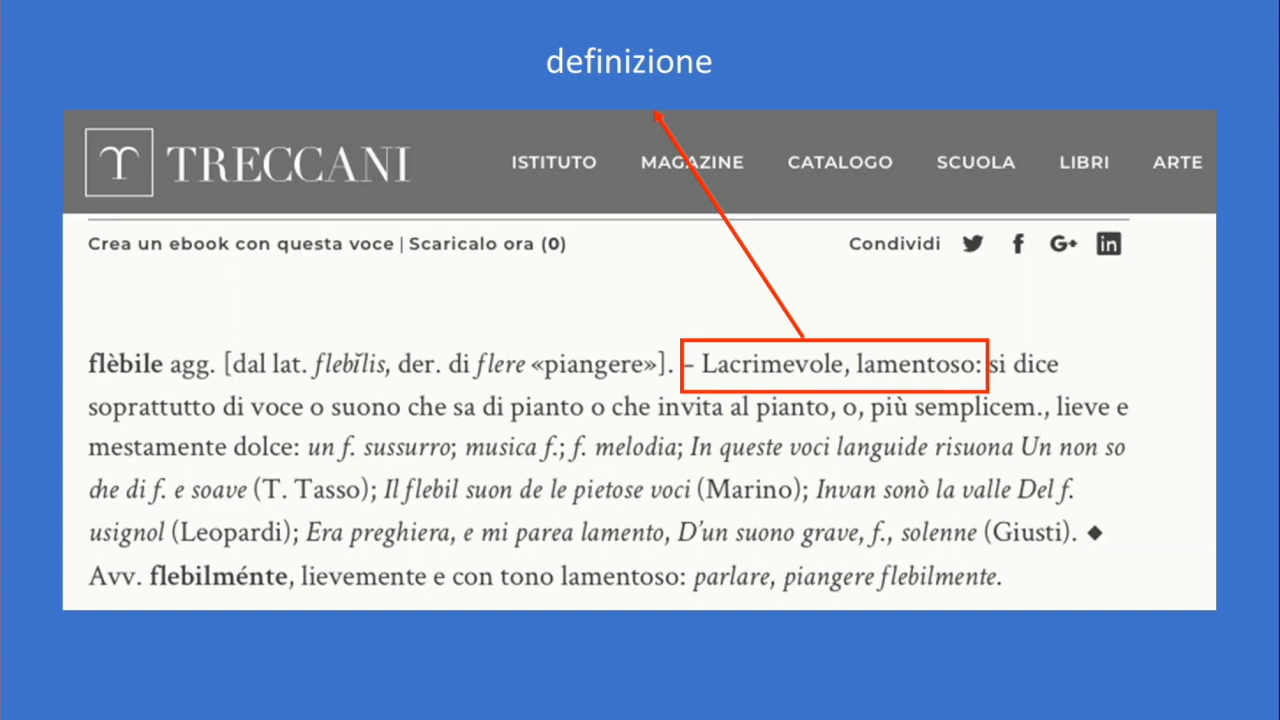 definizione
TRECCANI
ISTITUTO MAGAZINE CATALOGO SCUOLA LIBRI ARTE
Crea un ebook con questa voce | Scaricalo ora (0)
Condividi
flèbile agg. [dal lat. flebĭlis, der. di flere «piangere»]. – Lacrimevole, lamentoso: si dice
soprattutto di voce o suono che sa di pianto o che invita al pianto, o, più semplicem., lieve e
mestamente dolce: un f. sussurro; musica f.; f. melodia; In queste voci languide risuona Un non so
che di f. e soave (T. Tasso); Il flebil suon de le pietose voci (Marino); Invan sonò la valle Del f.
usignol (Leopardi); Era preghiera, e mi parea lamento, D’un suono grave, f., solenne (Giusti). ◆
Avv. flebilménte, lievemente e con tono lamentoso: parlare, piangere flebilmente.